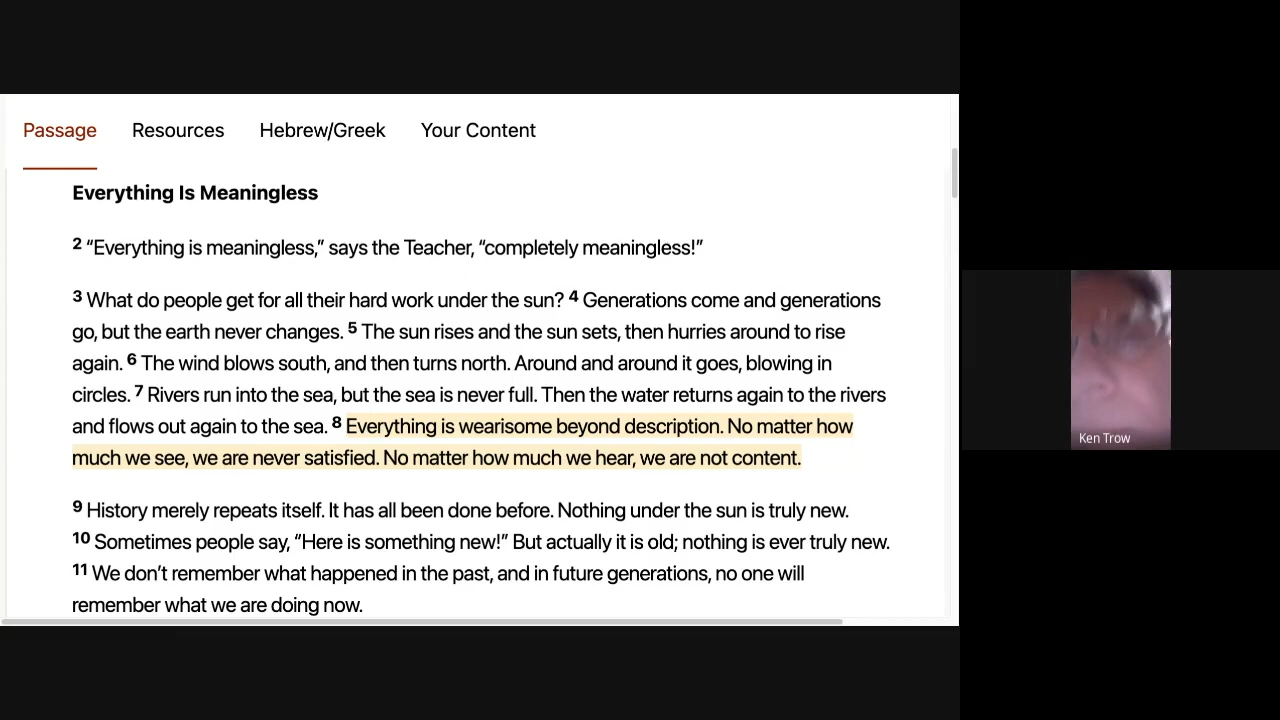 Passage Resources Hebrew/Greek Your Content
Everything Is Meaningless
2 “Everything is meaningless,” says the Teacher, “completely meaningless!”
3 What do people get for all their hard work under the sun? 4 Generations come and generations
go, but the earth never changes. 5 The sun rises and the sun sets, then hurries around to rise
again. 6 The wind blows south, and then turns north. Around and around it goes, blowing in
circles. 7 Rivers run into the sea, but the sea is never full. Then the water returns again to the rivers
and flows out again to the sea. 8 Everything is wearisome beyond description. No matter how
much we see, we are never satisfied. No matter how much we hear, we are not content.
9 History merely repeats itself. It has all been done before. Nothing under the sun is truly new.
10 Sometimes people say, “Here is something new!” But actually it is old; nothing is ever truly new.
11 We don’t remember what happened in the past, and in future generations, no one will
remember what we are doing now.
Ken Trow